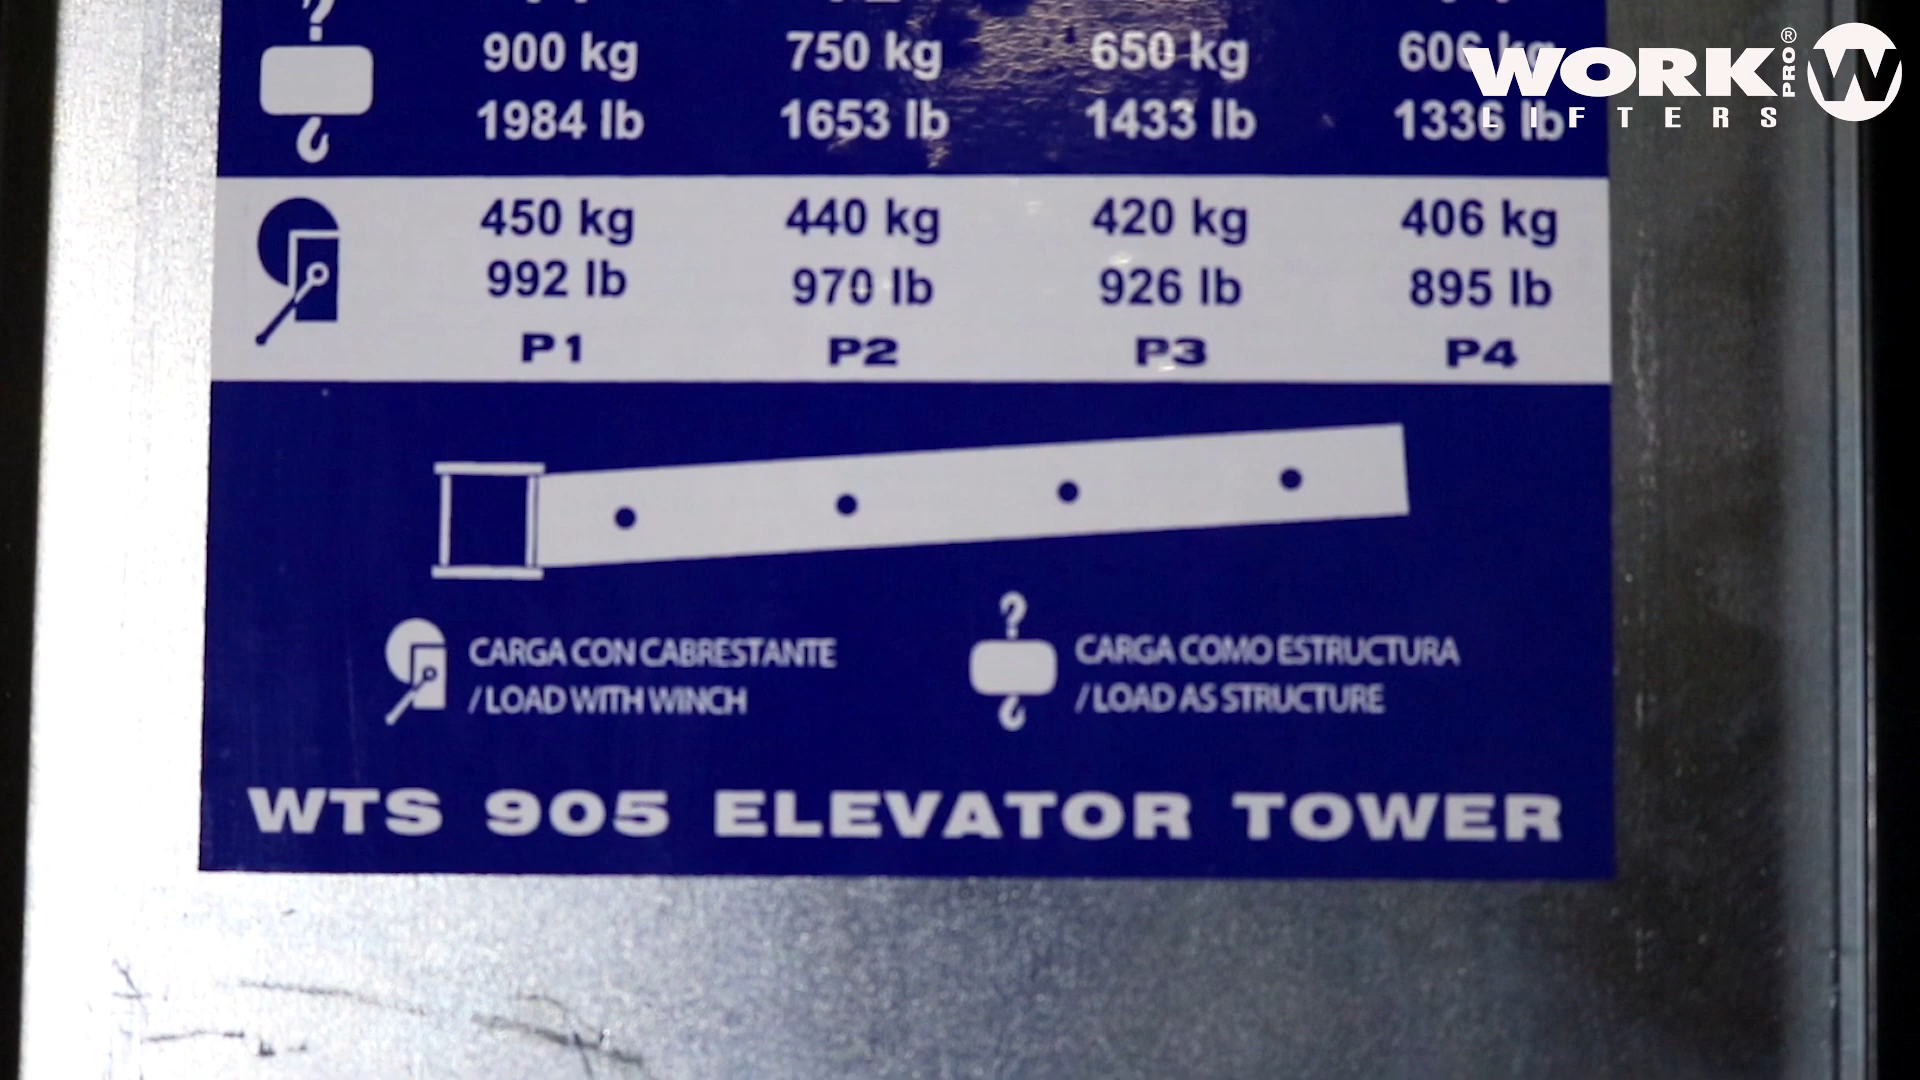 900 kg 750 kg 650 kg 606 kg
1984 lb 1653 lb 1433 lb 1336 lb
WORK PRO® W
LIFTERS
450 kg 440 kg 420 kg 406 kg
992 lb 970 lb 926 lb 895 lb
P1 P2 P3 P4
CARGA CON CABRESTANTE
/ LOAD WITH WINCH
CARGA COMO ESTRUCTURA
/ LOAD AS STRUCTURE
WTS 905 ELEVATOR TOWER